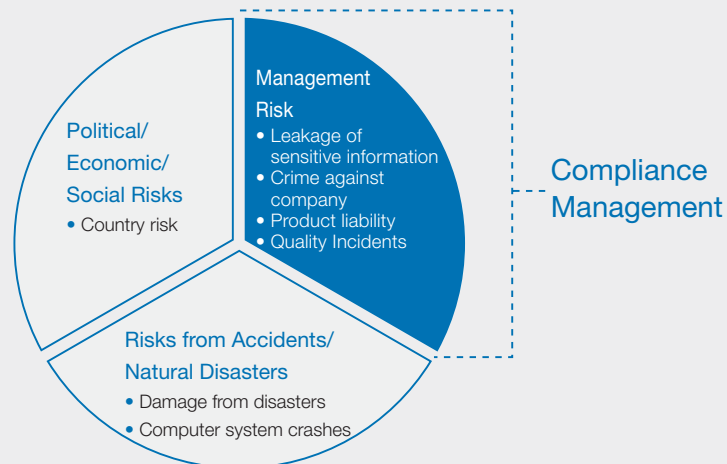 Management
Risk
• Leakage of
sensitive information
• Crime against
company
• Product liability
• Quality Incidents
Political/
Economic/
Social Risks
• Country risk
Compliance
Management
Risks from Accidents/
Natural Disasters
• Damage from disasters
• Computer system crashes